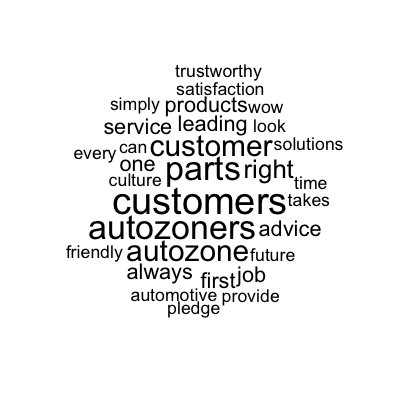 trustworthy
satisfaction
simply products wow
service leading look
every can customer solutions
one parts right
culture time
customers takes
autozoners advice
friendly autozone future
always first job
automotive provide
pledge